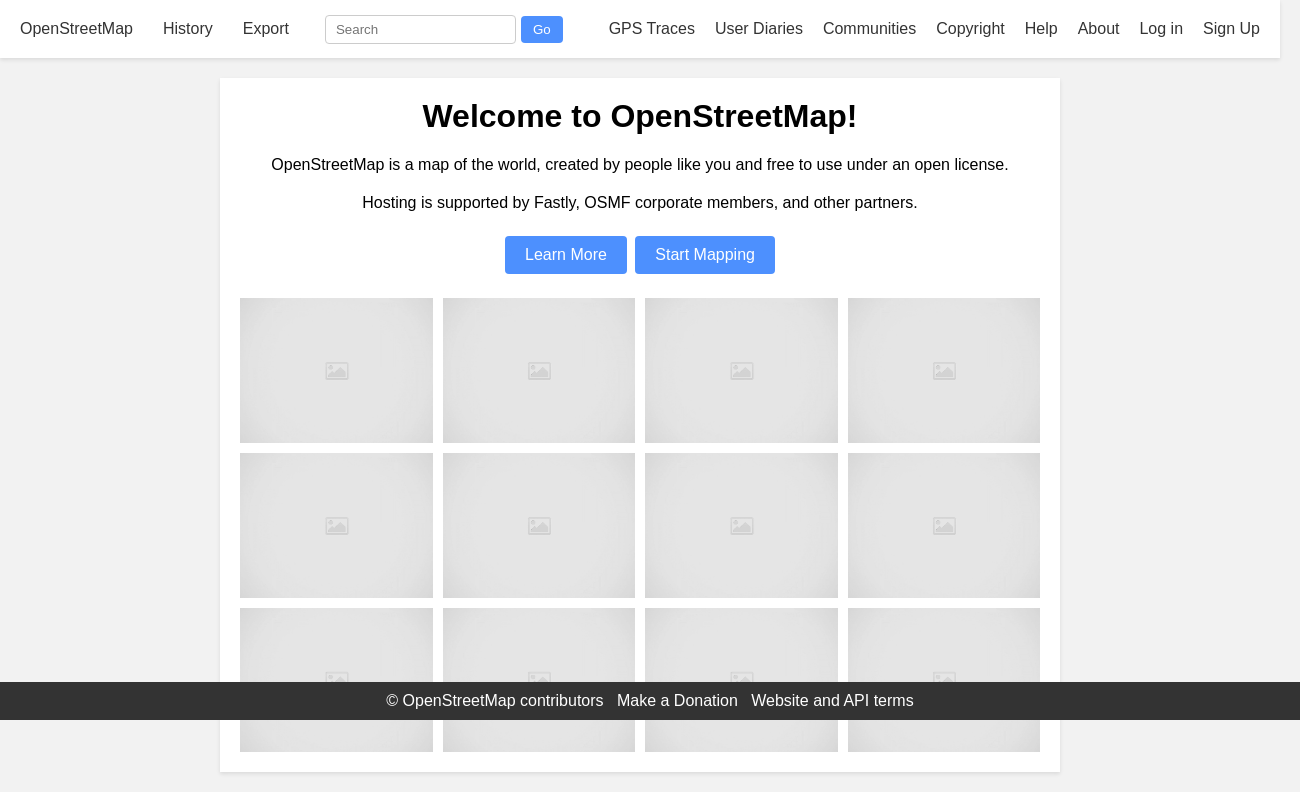 OpenStreetMap History Export Search Go GPS Traces User Diaries Communities Copyright Help About Log in Sign Up
Welcome to OpenStreetMap!
OpenStreetMap is a map of the world, created by people like you and free to use under an open license.
Hosting is supported by Fastly, OSMF corporate members, and other partners.
Learn More Start Mapping
© OpenStreetMap contributors Make a Donation Website and API terms